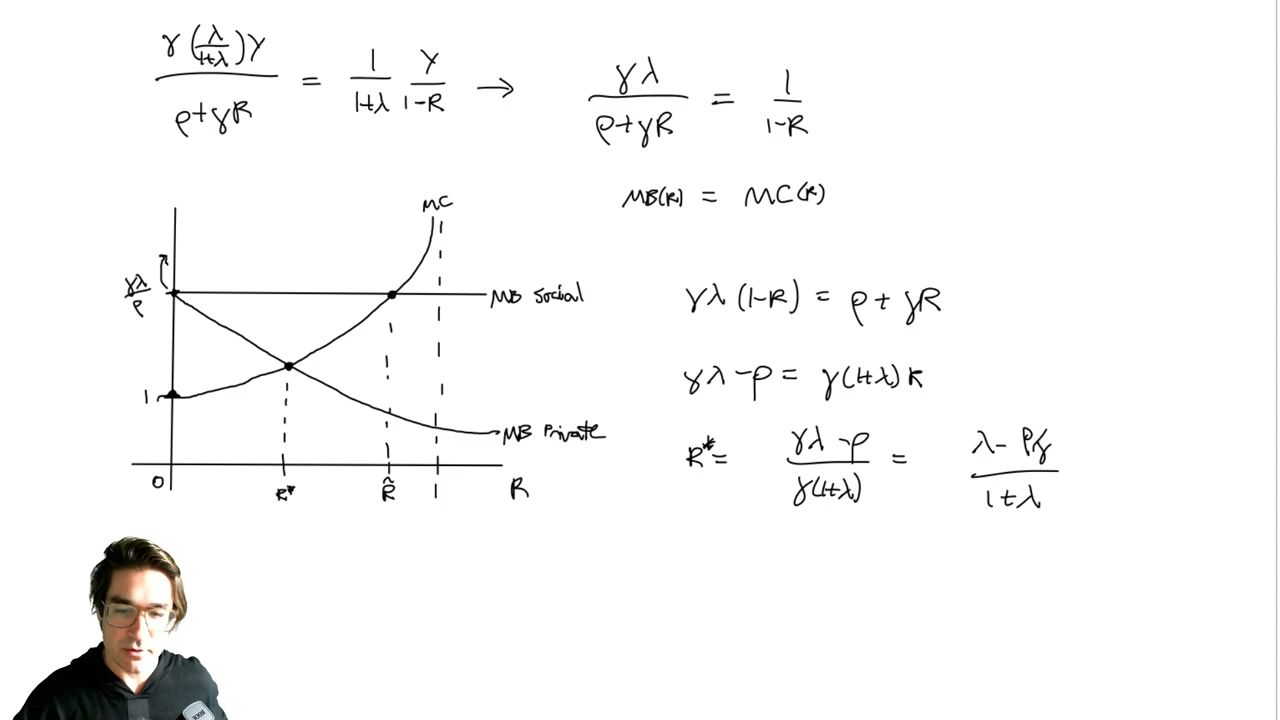 γ(λ/1+λ)Y / ρ+γR = 1/1+λ Y/1-R → γλ / ρ+γR = 1 / 1-R
MB(R) = MC(R)
MC
γλ/ρ
MB Social
γλ(1-R) = ρ + γR
γλ-ρ = γ(1+λ)R
1
MB Private
R* = γλ-ρ / γ(1+λ) = λ-ρ/γ / 1+λ
0 R* R̃ 1 R